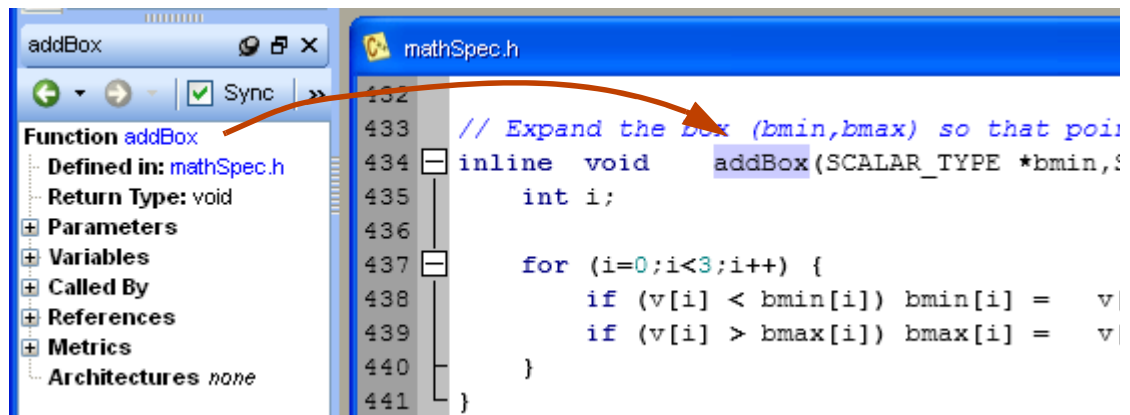 addBox
Sync »
Function addBox
Defined in: mathSpec.h
Return Type: void
Parameters
Variables
Called By
References
Metrics
Architectures none
mathSpec.h
432
433 // Expand the box (bmin,bmax) so that
434 inline void addBox(SCALAR_TYPE *bmin,
435 int i;
436
437 for (i=0;i<3;i++) {
438 if (v[i] < bmin[i]) bmin[i] = v
439 if (v[i] > bmax[i]) bmax[i] = v
440 }
441 }